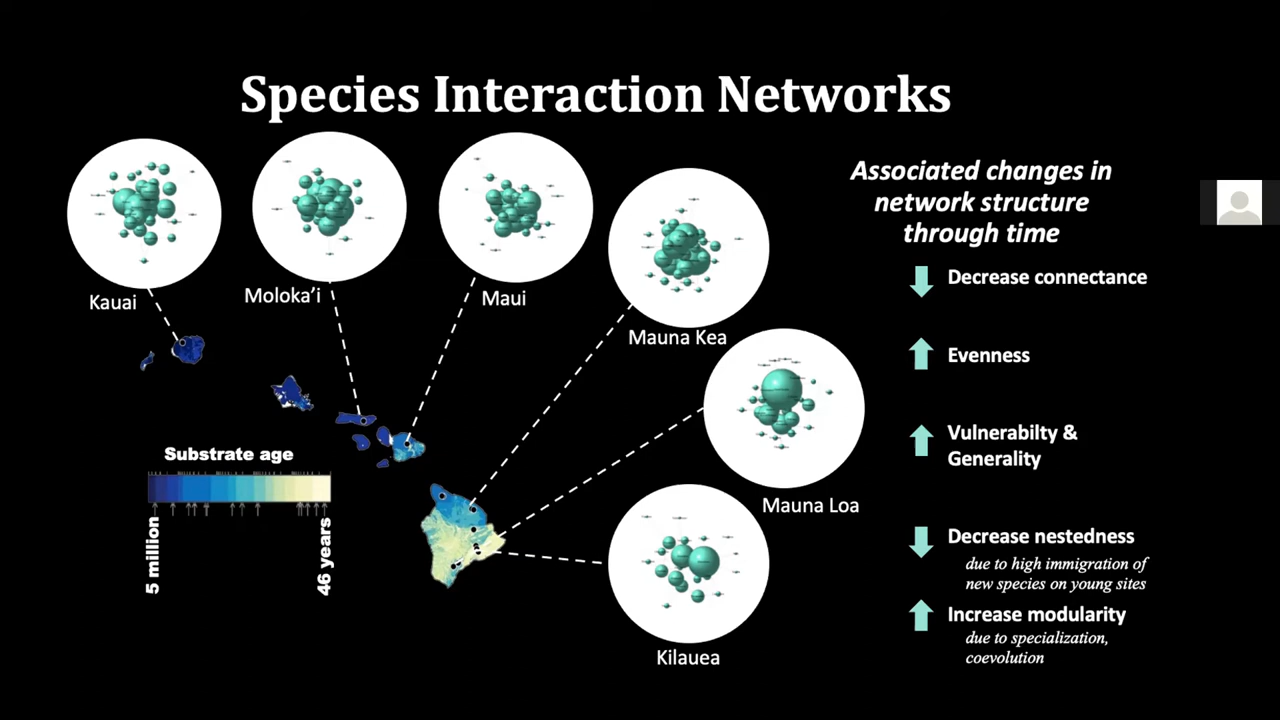 Species Interaction Networks
Kauai
Moloka’i
Maui
Mauna Kea
Mauna Loa
Kilauea
Substrate age
5 million
46 years
Associated changes in
network structure
through time
Decrease connectance
Evenness
Vulnerabilty &
Generality
Decrease nestedness
due to high immigration of
new species on young sites
Increase modularity
due to specialization,
coevolution